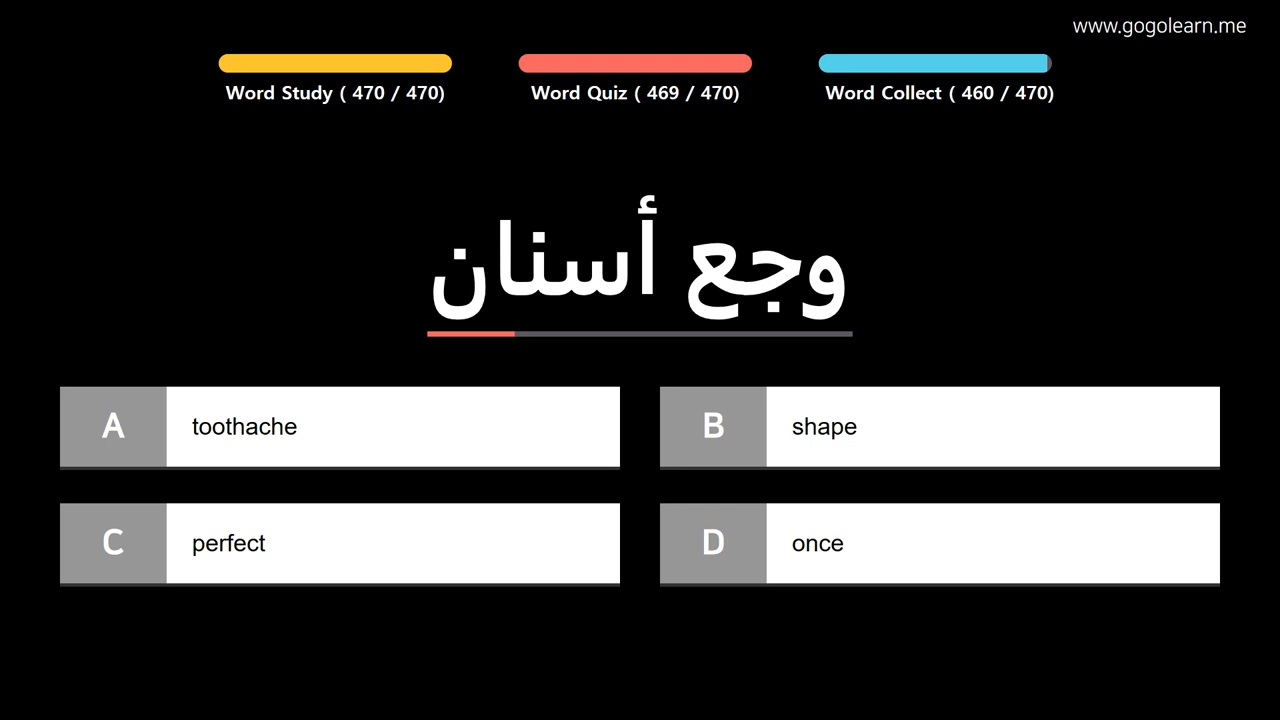 www.gogolearn.me
Word Study ( 470 / 470)
Word Quiz ( 469 / 470)
Word Collect ( 460 / 470)
وجع أسنان
A toothache
B shape
C perfect
D once